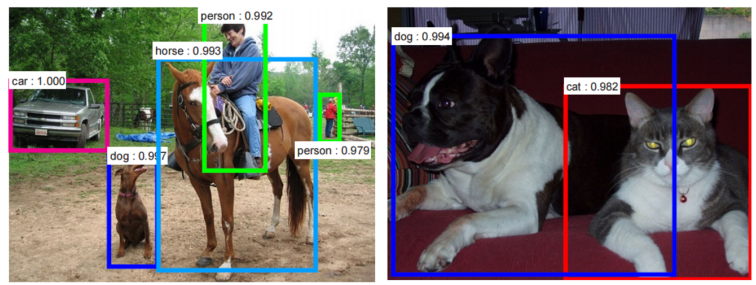 person : 0.992
horse : 0.993
car : 1.000
dog : 0.997
person : 0.979
dog : 0.994
cat : 0.982